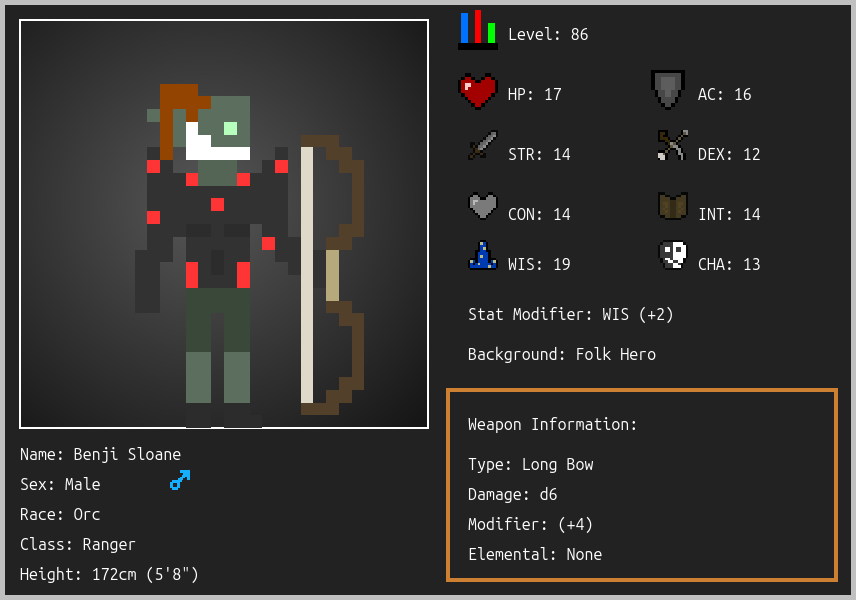 Level: 86
HP: 17
AC: 16
STR: 14
DEX: 12
CON: 14
INT: 14
WIS: 19
CHA: 13
Stat Modifier: WIS (+2)
Background: Folk Hero
Weapon Information:
Type: Long Bow
Damage: d6
Modifier: (+4)
Elemental: None
Name: Benji Sloane
Sex: Male
Race: Orc
Class: Ranger
Height: 172cm (5'8")